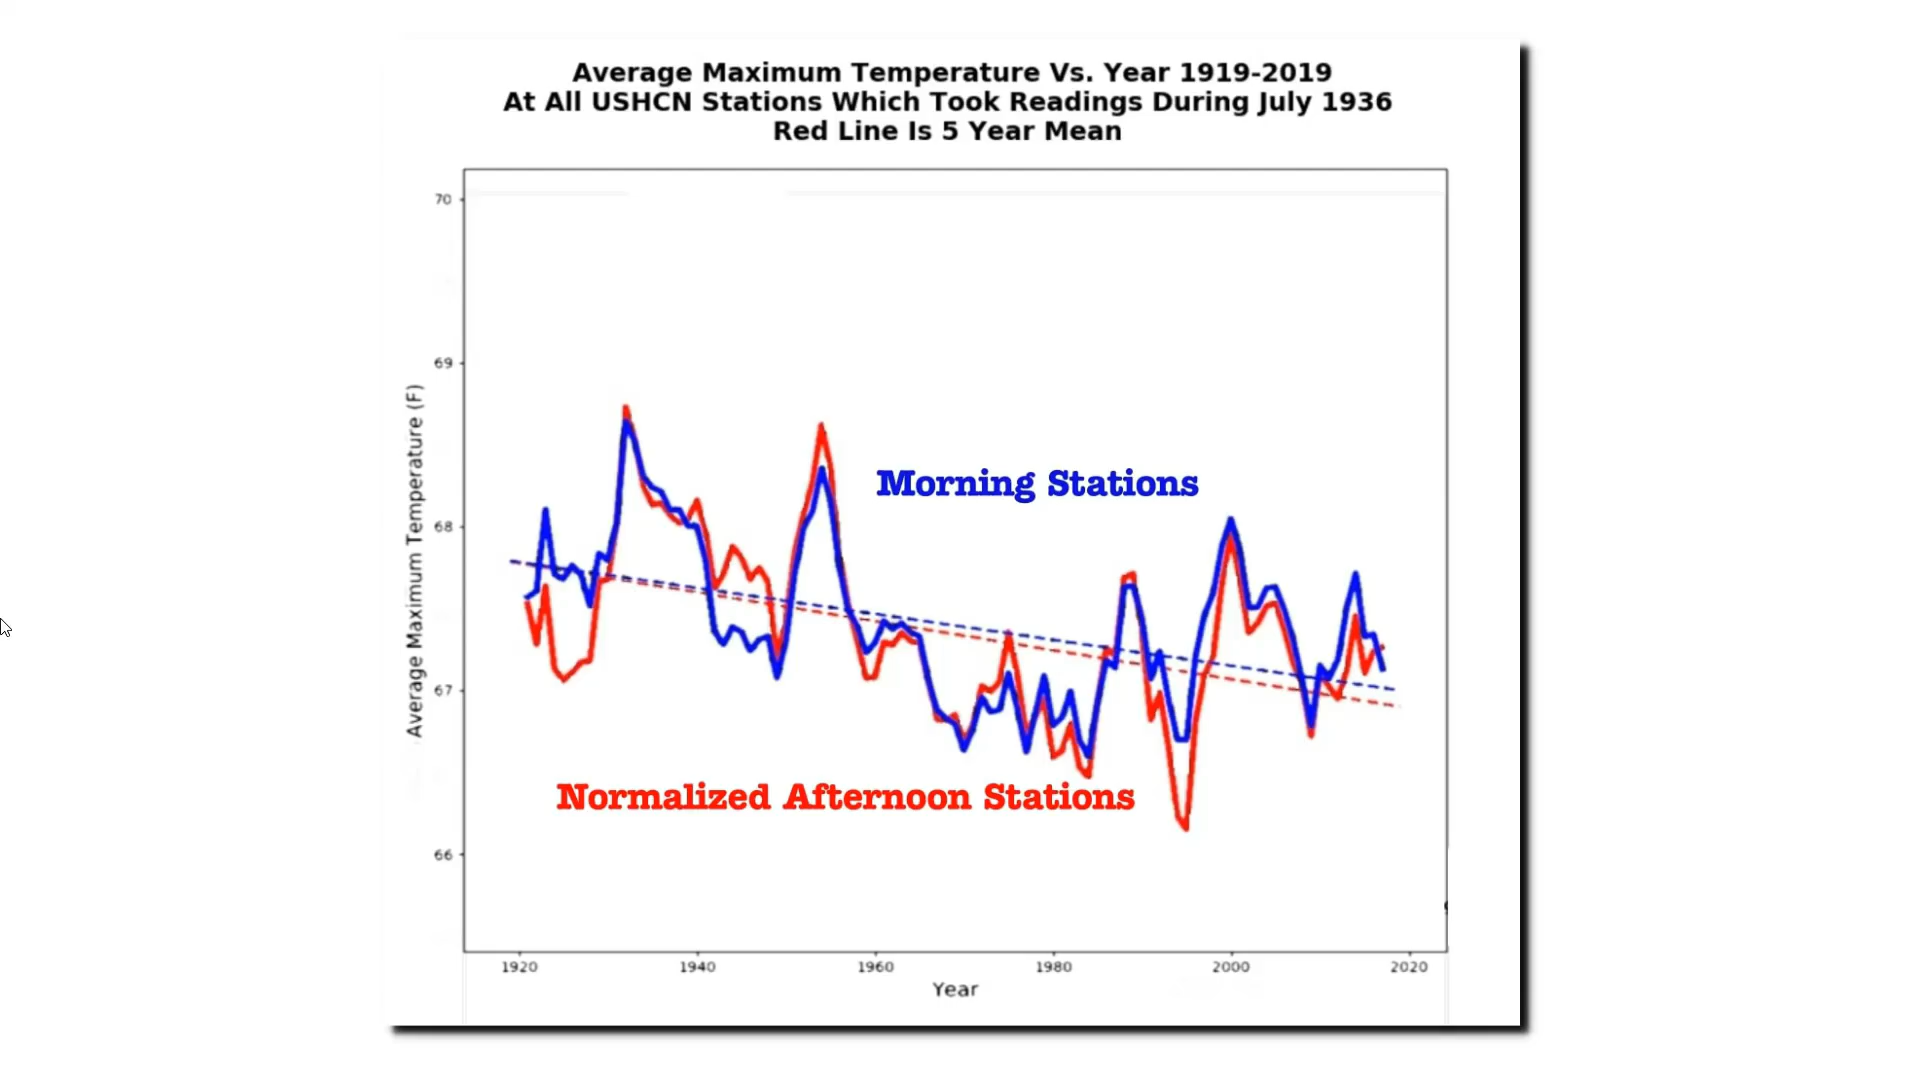 Average Maximum Temperature Vs. Year 1919-2019
At All USHCN Stations Which Took Readings During July 1936
Red Line Is 5 Year Mean
70
69
68
67
66
Average Maximum Temperature (F)
Morning Stations
Normalized Afternoon Stations
1920 1940 1960 1980 2000 2020
Year